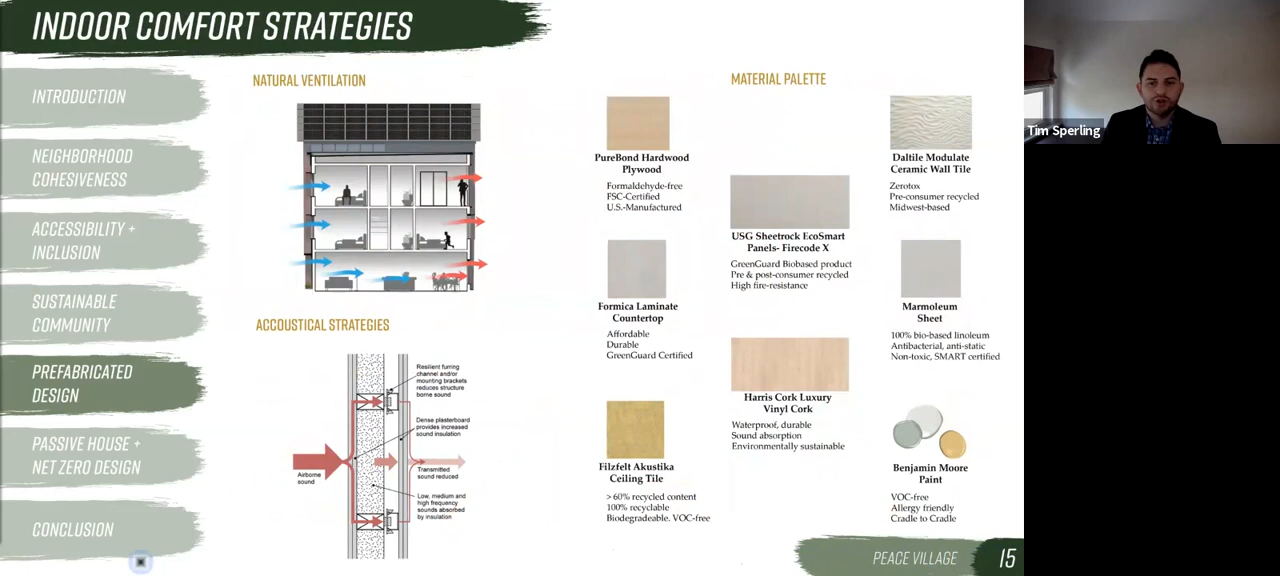 INDOOR COMFORT STRATEGIES
INTRODUCTION
NEIGHBORHOOD
COHESIVENESS
ACCESSIBILITY +
INCLUSION
SUSTAINABLE
COMMUNITY
PREFABRICATED
DESIGN
PASSIVE HOUSE +
NET ZERO DESIGN
CONCLUSION
NATURAL VENTILATION
ACCOUSTICAL STRATEGIES
Resilient furring
channel and/or
mounting brackets
reduces structure
borne sound
Dense plasterboard
provides increased
sound insulation
Airborne
sound
Transmitted
sound reduced
Low, medium and
high frequency
sounds absorbed
by insulation
MATERIAL PALETTE
PureBond Hardwood
Plywood
Formaldehyde-free
FSC-Certified
U.S.-Manufactured
Formica Laminate
Countertop
Affordable
Durable
GreenGuard Certified
Filzfelt Akustika
Ceiling Tile
> 60% recycled content
100% recyclable
Biodegradeable. VOC-free
USG Sheetrock EcoSmart
Panels- Firecode X
GreenGuard Biobased product
Pre & post-consumer recycled
High fire-resistance
Harris Cork Luxury
Vinyl Cork
Waterproof, durable
Sound absorption
Environmentally sustainable
Daltile Modulate
Ceramic Wall Tile
Zerotox
Pre-consumer recycled
Midwest-based
Marmoleum
Sheet
100% bio-based linoleum
Antibacterial, anti-static
Non-toxic, SMART certified
Benjamin Moore
Paint
VOC-free
Allergy friendly
Cradle to Cradle
PEACE VILLAGE
15
Tim Sperling